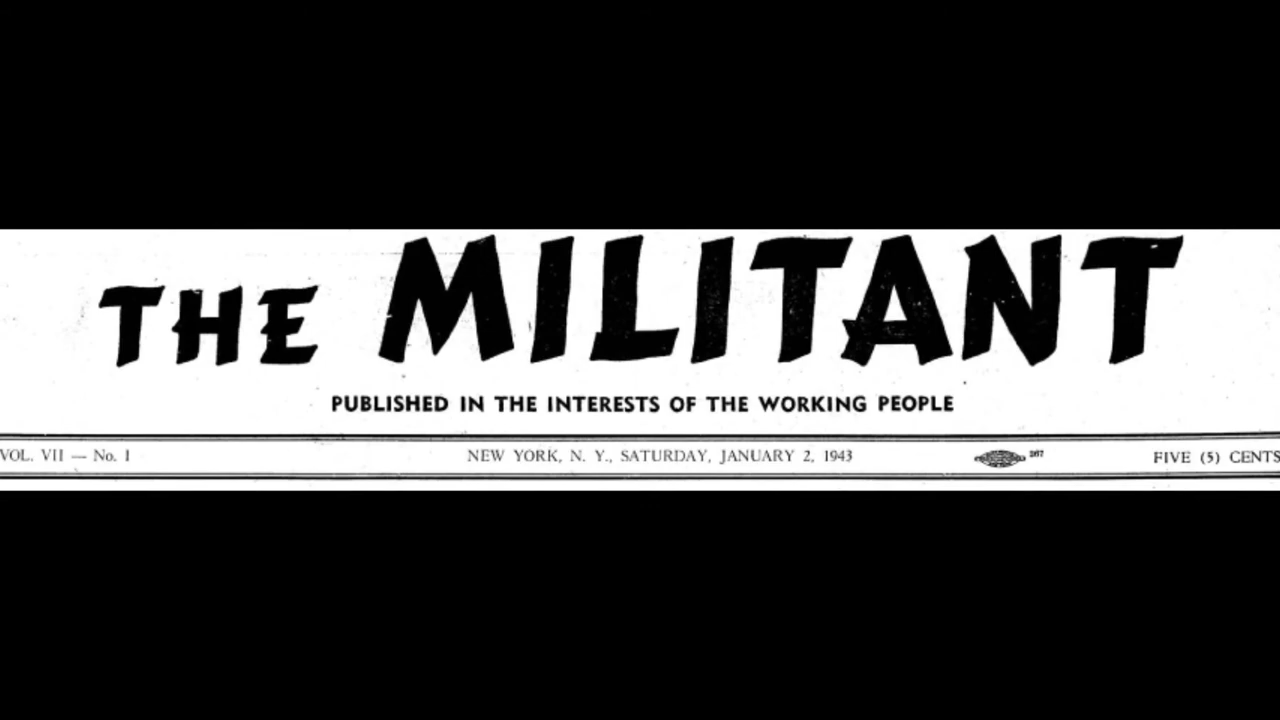 THE MILITANT
PUBLISHED IN THE INTERESTS OF THE WORKING PEOPLE
VOL. VII — No. 1 NEW YORK, N. Y., SATURDAY, JANUARY 2, 1943 267 FIVE (5) CENTS